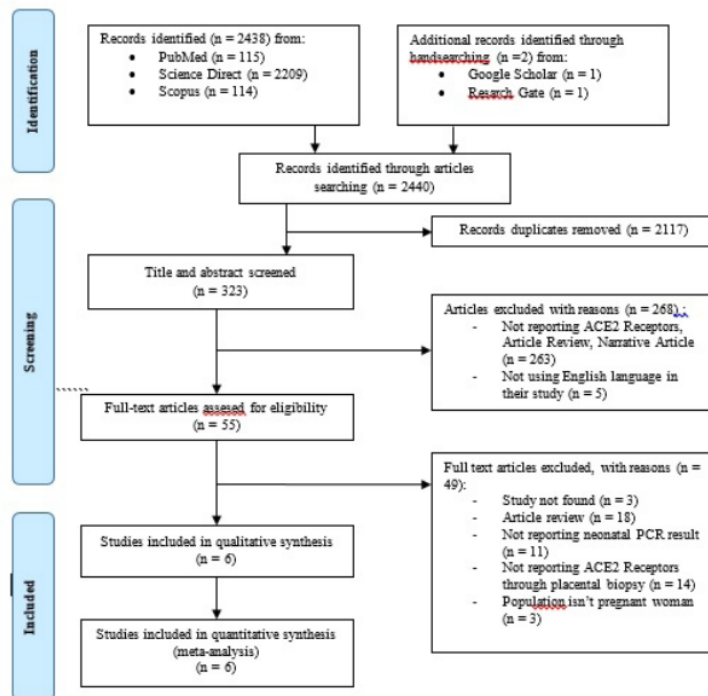 Identification
Records identified (n = 2438) from:
• PubMed (n = 115)
• Science Direct (n = 2209)
• Scopus (n = 114)
Additional records identified through
handsearching (n =2) from:
• Google Scholar (n = 1)
• Resarch Gate (n = 1)
Records identified through articles
searching (n = 2440)
Screening
Records duplicates removed (n = 2117)
Title and abstract screened
(n = 323)
Articles excluded with reasons (n = 268).:
- Not reporting ACE2 Receptors,
Article Review, Narrative Article
(n = 263)
- Not using English language in
their study (n = 5)
Full-text articles assesed for eligibility
(n = 55)
Full text articles excluded, with reasons (n =
49):
- Study not found (n = 3)
- Article review (n = 18)
- Not reporting neonatal PCR result
(n = 11)
- Not reporting ACE2 Receptors
through placental biopsy (n = 14)
- Population isn't pregnant woman
(n = 3)
Included
Studies included in qualitative synthesis
(n = 6)
Studies included in quantitative synthesis
(meta-analysis)
(n = 6)